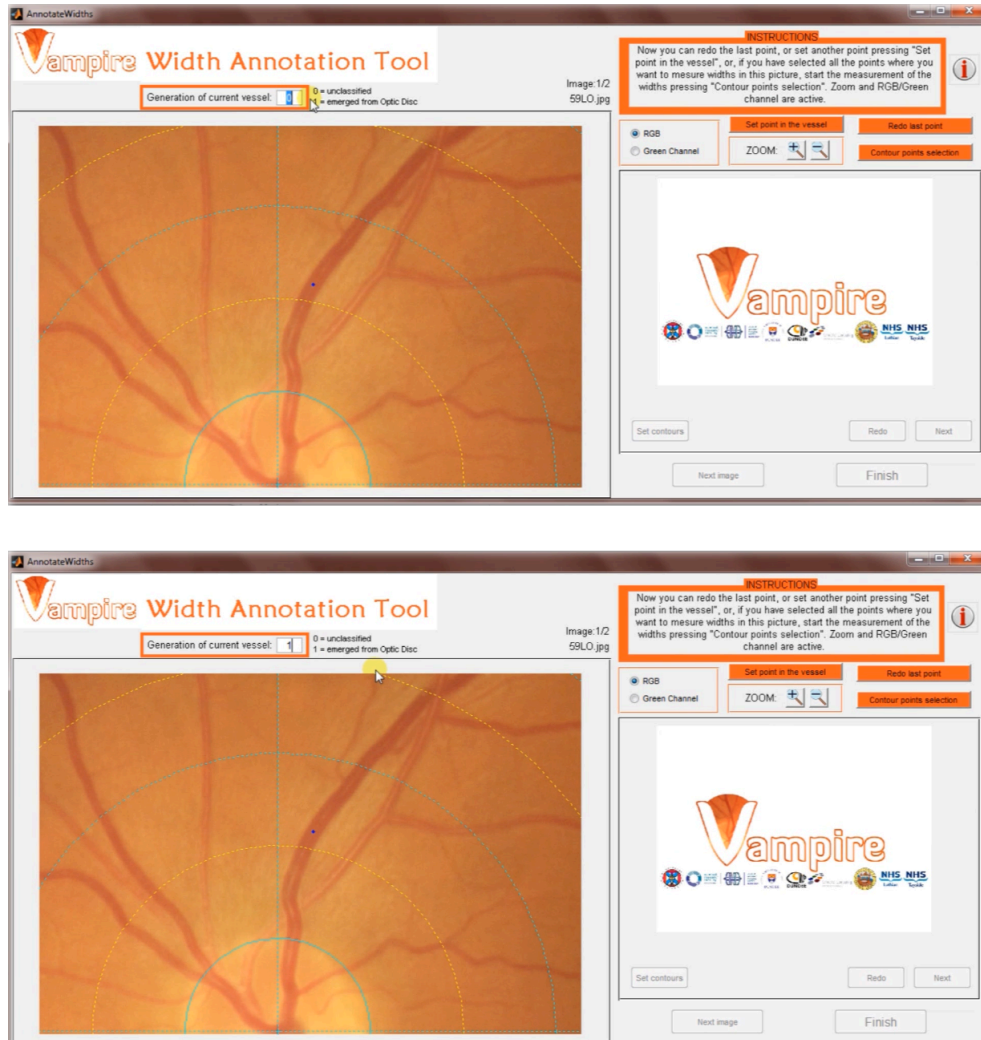 AnnotateWidths
Vampire Width Annotation Tool
Generation of current vessel: 0
0 = unclassified
1 = emerged from Optic Disc
Image:1/2
59LO.jpg
INSTRUCTIONS
Now you can redo the last point, or set another point pressing "Set
point in the vessel", or, if you have selected all the points where you
want to mesure widths in this picture, start the measurement of the
widths pressing "Contour points selection". Zoom and RGB/Green
channel are active.
RGB
Green Channel
Set point in the vessel
ZOOM:
Redo last point
Contour points selection
Vampire
DUNDEE
NHS NHS
Lothian Tayside
Set contours
Redo
Next
Next image
Finish
AnnotateWidths
Vampire Width Annotation Tool
Generation of current vessel: 1
0 = unclassified
1 = emerged from Optic Disc
Image:1/2
59LO.jpg
INSTRUCTIONS
Now you can redo the last point, or set another point pressing "Set
point in the vessel", or, if you have selected all the points where you
want to mesure widths in this picture, start the measurement of the
widths pressing "Contour points selection". Zoom and RGB/Green
channel are active.
RGB
Green Channel
Set point in the vessel
ZOOM:
Redo last point
Contour points selection
Vampire
DUNDEE
NHS NHS
Lothian Tayside
Set contours
Redo
Next
Next image
Finish